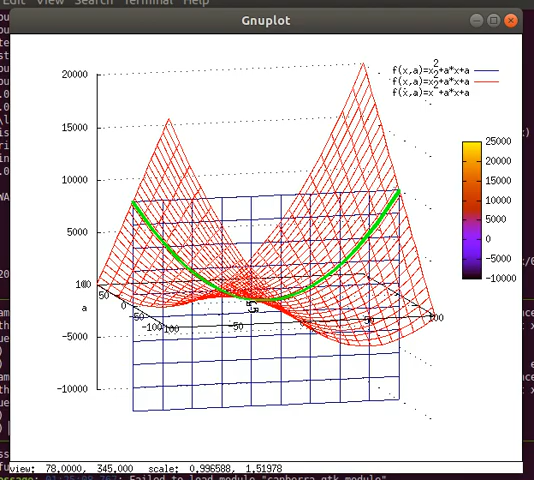 Edit View Search Terminal Help
Gnuplot
f(x,a)=x²+a*x+a
f(x,a)=x²+a*x+a
f(x,a)=x²+a*x+a
20000
15000
10000
5000
-5000
-10000
25000
20000
15000
10000
5000
0
-5000
-10000
100
50
0
-50
-100
a
-100
-50
50
100
view: 78.0000, 345.000 scale: 0.996588, 1.51978
Failed to load module "canberra-gtk-module"